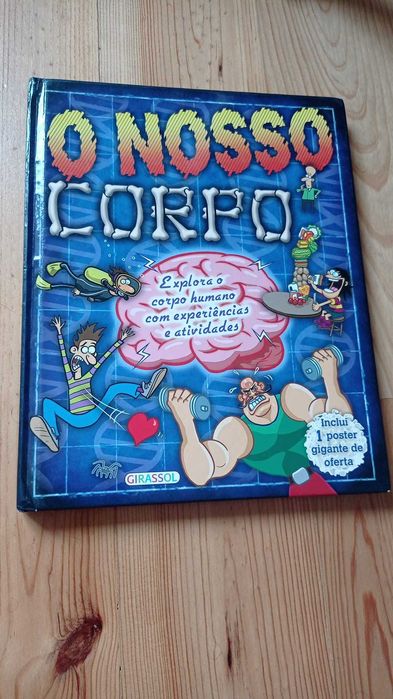 O NOSSO
CORPO
Explora o
corpo humano
com experiências
e atividades
Inclui
1 poster
gigante de
oferta
GIRASSOL